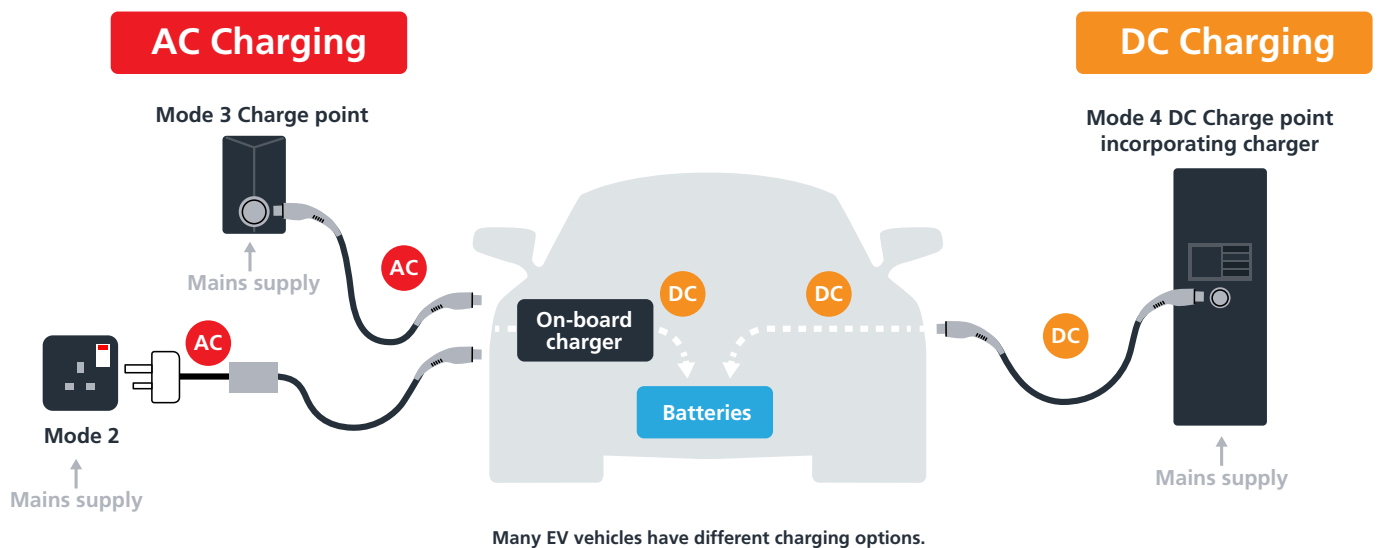 AC Charging
DC Charging
Mode 3 Charge point
Mode 4 DC Charge point
incorporating charger
Mains supply
AC
DC
DC
On-board
charger
AC
DC
Batteries
Mode 2
Mains supply
Mains supply
Many EV vehicles have different charging options.